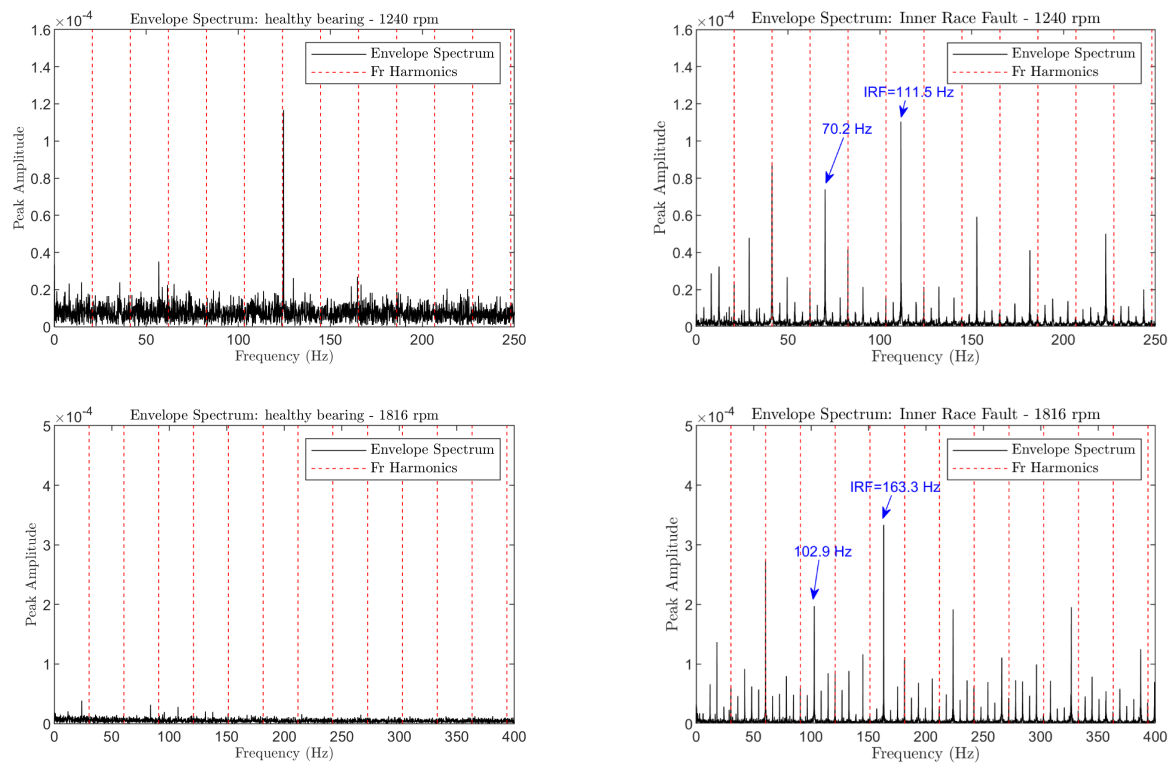 Envelope Spectrum: healthy bearing - 1240 rpm
×10-4
1.6
1.4
1.2
1
0.8
0.6
0.4
0.2
0
Peak Amplitude
Envelope Spectrum
Fr Harmonics
0 50 100 150 200 250
Frequency (Hz)
Envelope Spectrum: Inner Race Fault - 1240 rpm
×10-4
1.6
1.4
1.2
1
0.8
0.6
0.4
0.2
0
Peak Amplitude
Envelope Spectrum
Fr Harmonics
IRF=111.5 Hz
70.2 Hz
0 50 100 150 200 250
Frequency (Hz)
Envelope Spectrum: healthy bearing - 1816 rpm
×10-4
5
4
3
2
1
0
Peak Amplitude
Envelope Spectrum
Fr Harmonics
0 50 100 150 200 250 300 350 400
Frequency (Hz)
Envelope Spectrum: Inner Race Fault - 1816 rpm
×10-4
5
4
3
2
1
0
Peak Amplitude
Envelope Spectrum
Fr Harmonics
IRF=163.3 Hz
102.9 Hz
0 50 100 150 200 250 300 350 400
Frequency (Hz)